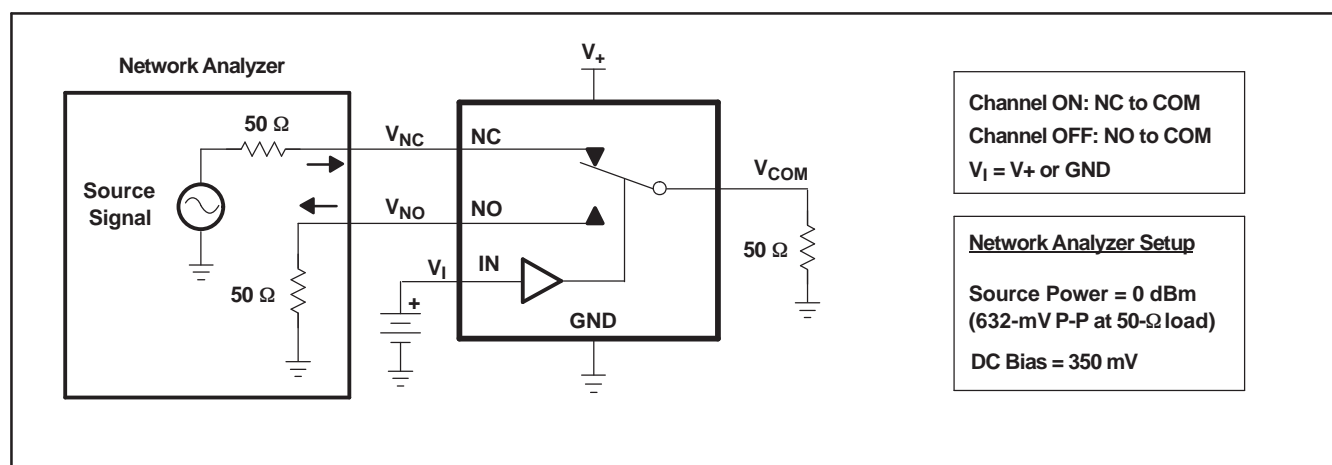 Network Analyzer
50 Ω
Source
Signal
50 Ω
V+
VNC
NC
VNO
NO
VI
IN
+
GND
VCOM
50 Ω
Channel ON: NC to COM
Channel OFF: NO to COM
VI = V+ or GND
Network Analyzer Setup
Source Power = 0 dBm
(632-mV P-P at 50-Ω load)
DC Bias = 350 mV